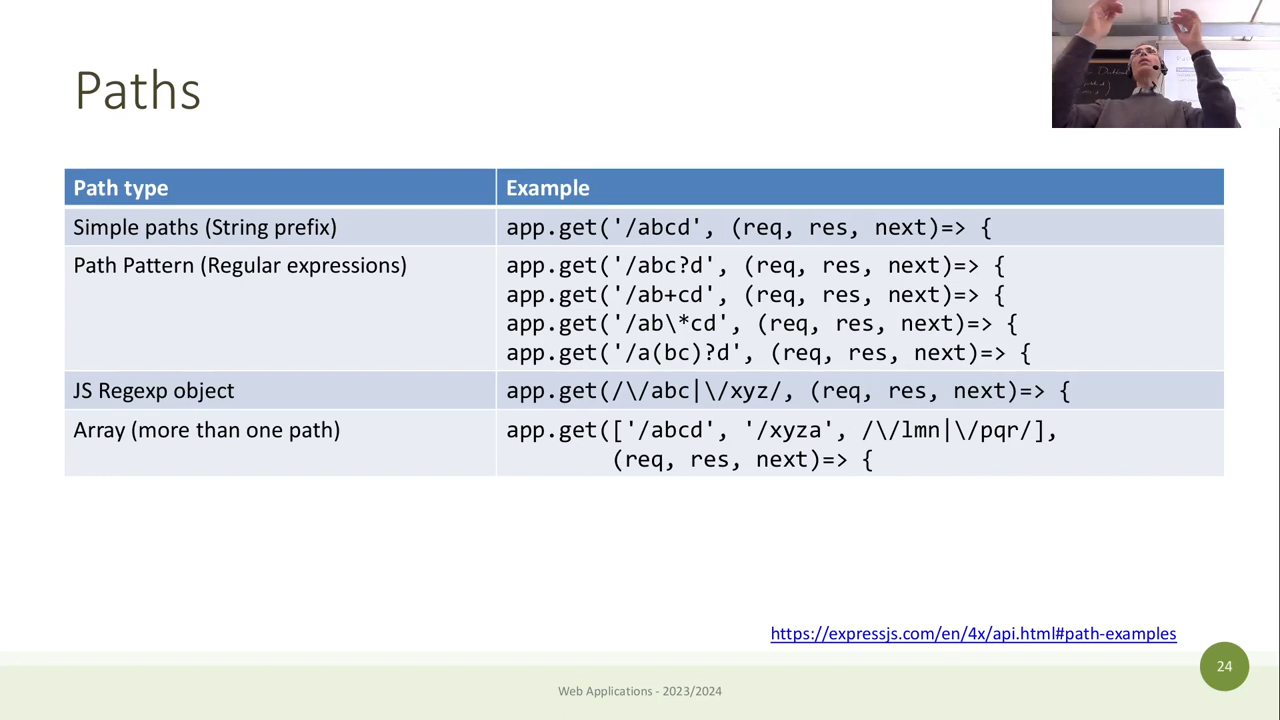 Paths
Path type
Example
Simple paths (String prefix)
app.get('/abcd', (req, res, next)=> {
Path Pattern (Regular expressions)
app.get('/abc?d', (req, res, next)=> {
app.get('/ab+cd', (req, res, next)=> {
app.get('/ab\*cd', (req, res, next)=> {
app.get('/a(bc)?d', (req, res, next)=> {
JS Regexp object
app.get(/\/abc|\/xyz/, (req, res, next)=> {
Array (more than one path)
app.get(['/abcd', '/xyza', /\/lmn|\/pqr/],
(req, res, next)=> {
https://expressjs.com/en/4x/api.html#path-examples
24
Web Applications - 2023/2024